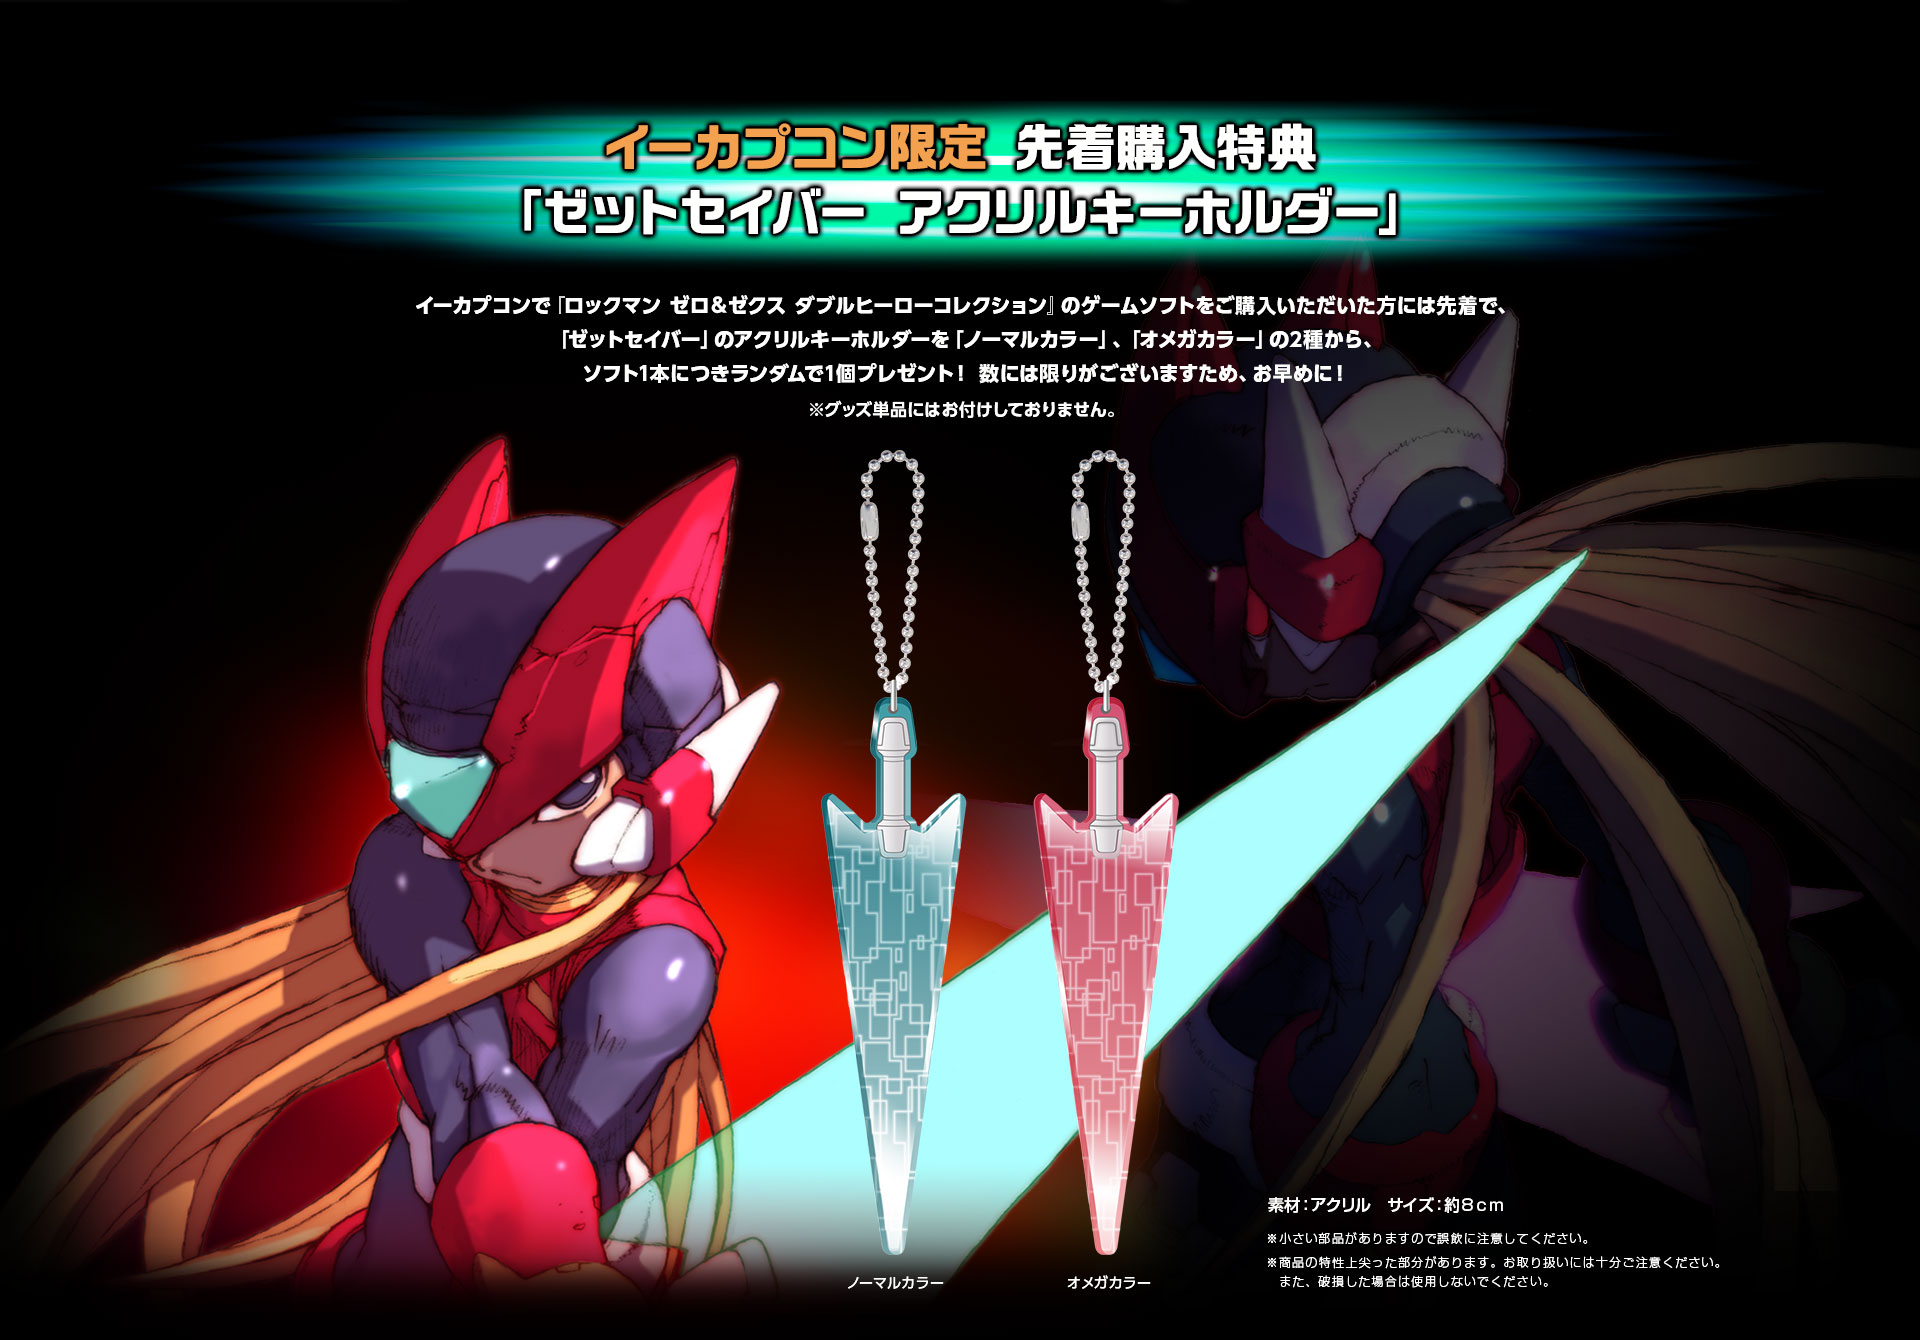 イーカプコン限定 先着購入特典
「ゼットセイバー アクリルキーホルダー」
イーカプコンで『ロックマン ゼロ&ゼクス ダブルヒーローコレクション』のゲームソフトをご購入いただいた方には先着で、
「ゼットセイバー」のアクリルキーホルダーを「ノーマルカラー」、「オメガカラー」の2種から、
ソフト1本につきランダムで1個プレゼント！ 数には限りがございますため、お早めに！
※グッズ単品にはお付けしておりません。
ノーマルカラー
オメガカラー
素材：アクリル　サイズ：約8cm
※小さい部品がありますので誤飲に注意してください。
※商品の特性上尖った部分があります。お取り扱いには十分ご注意ください。
また、破損した場合は使用しないでください。